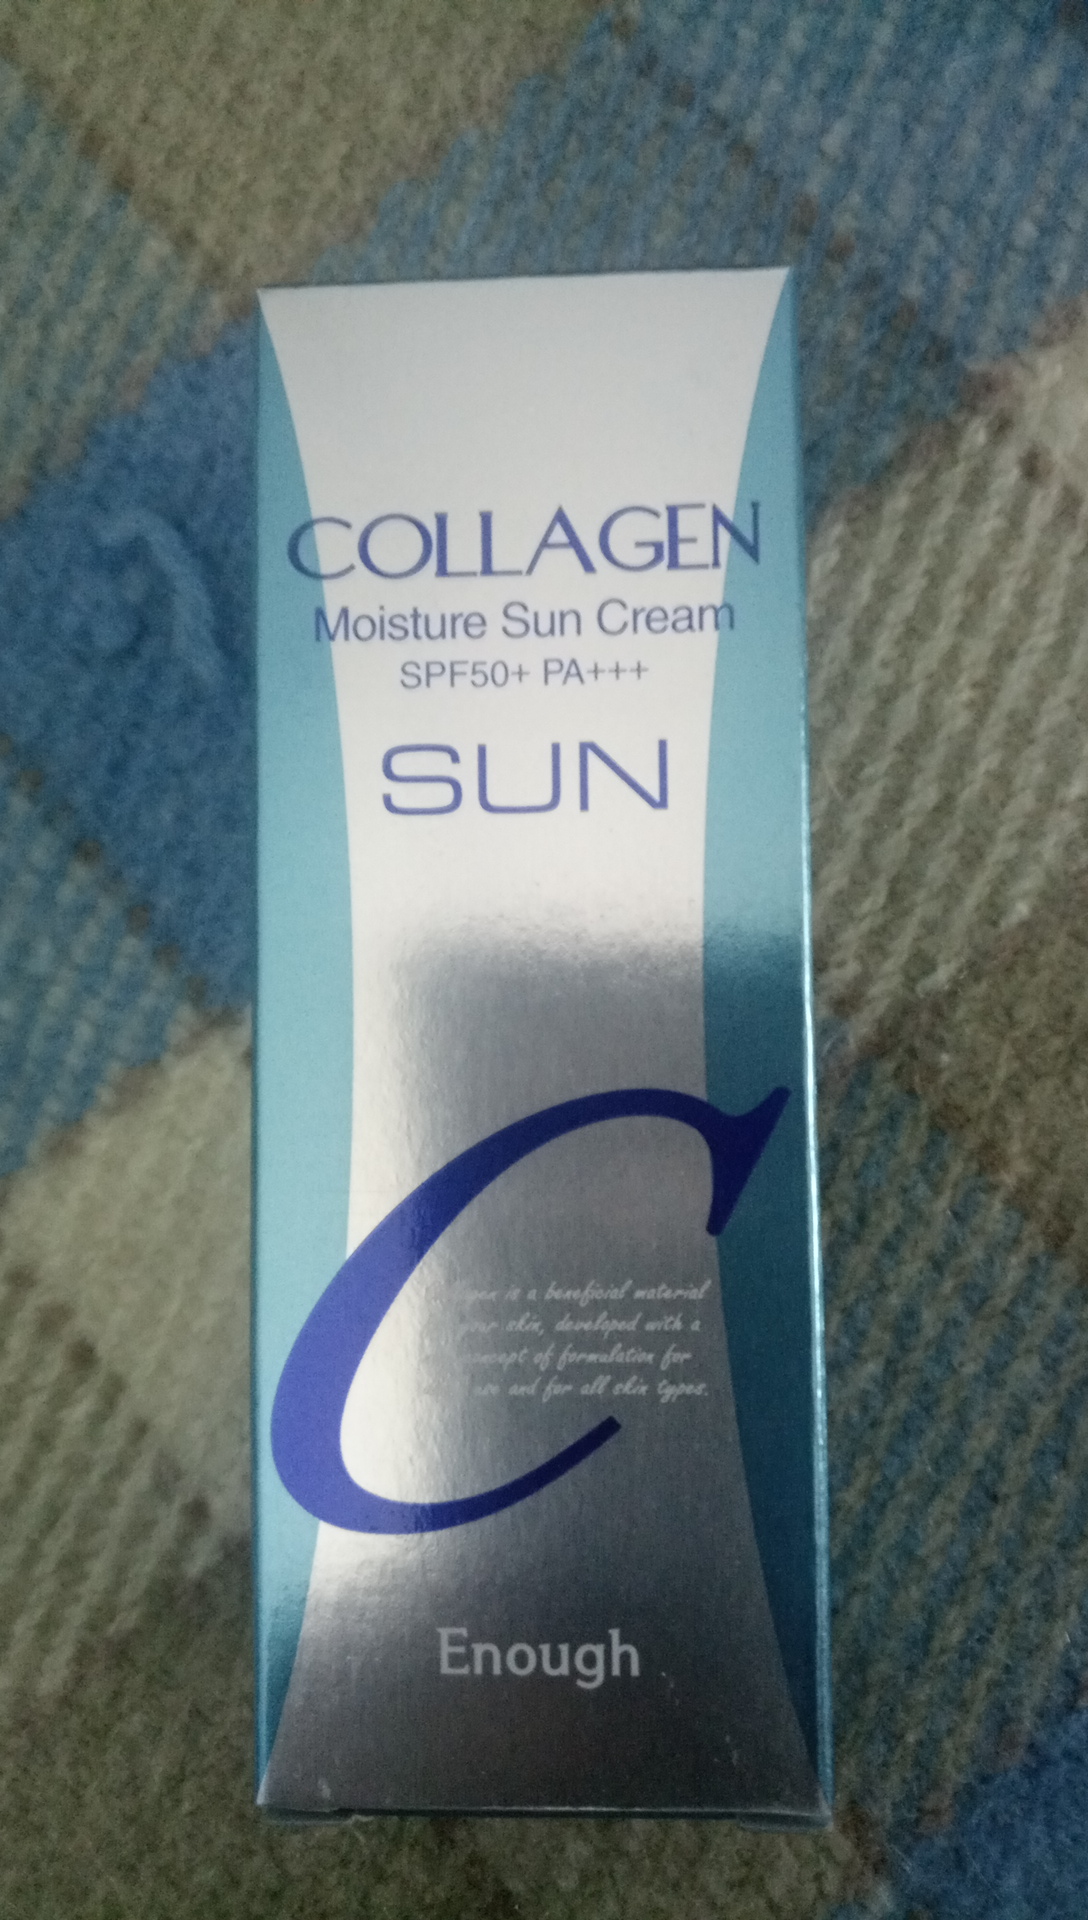 COLLAGEN
Moisture Sun Cream
SPF50+ PA+++
SUN
C
is a beneficial material
skin, developed with a
concept of formulation for
use and for all skin types.
Enough